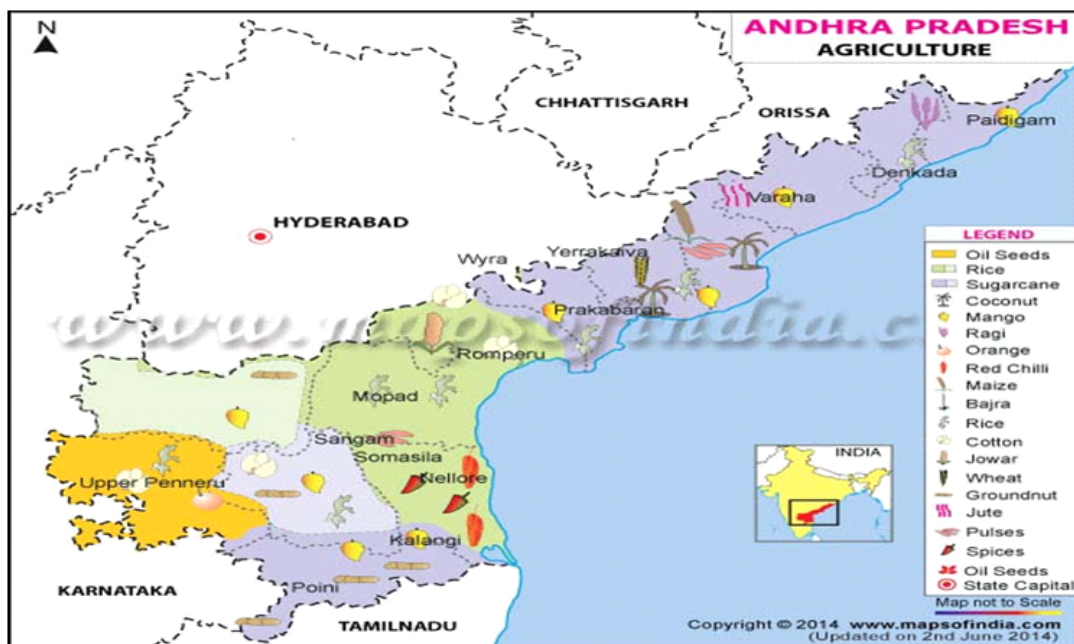 N
ANDHRA PRADESH
AGRICULTURE
CHHATTISGARH
ORISSA
Paidigam
Denkada
Varaha
HYDERABAD
Yerrakaiva
Wyra
Prakabaran
www.mapsofindia.c
Romperu
Mopad
Sangam
Somasila
Nellore
Upper Penneru
Kalangi
Poini
KARNATAKA
TAMILNADU
INDIA
LEGEND
Oil Seeds
Rice
Sugarcane
Coconut
Mango
Ragi
Orange
Red Chilli
Maize
Bajra
Rice
Cotton
Jowar
Wheat
Groundnut
Jute
Pulses
Spices
Oil Seeds
State Capital
Map not to Scale
Copyright © 2014 www.mapsofindia.com
(Updated on 2nd June 2014)